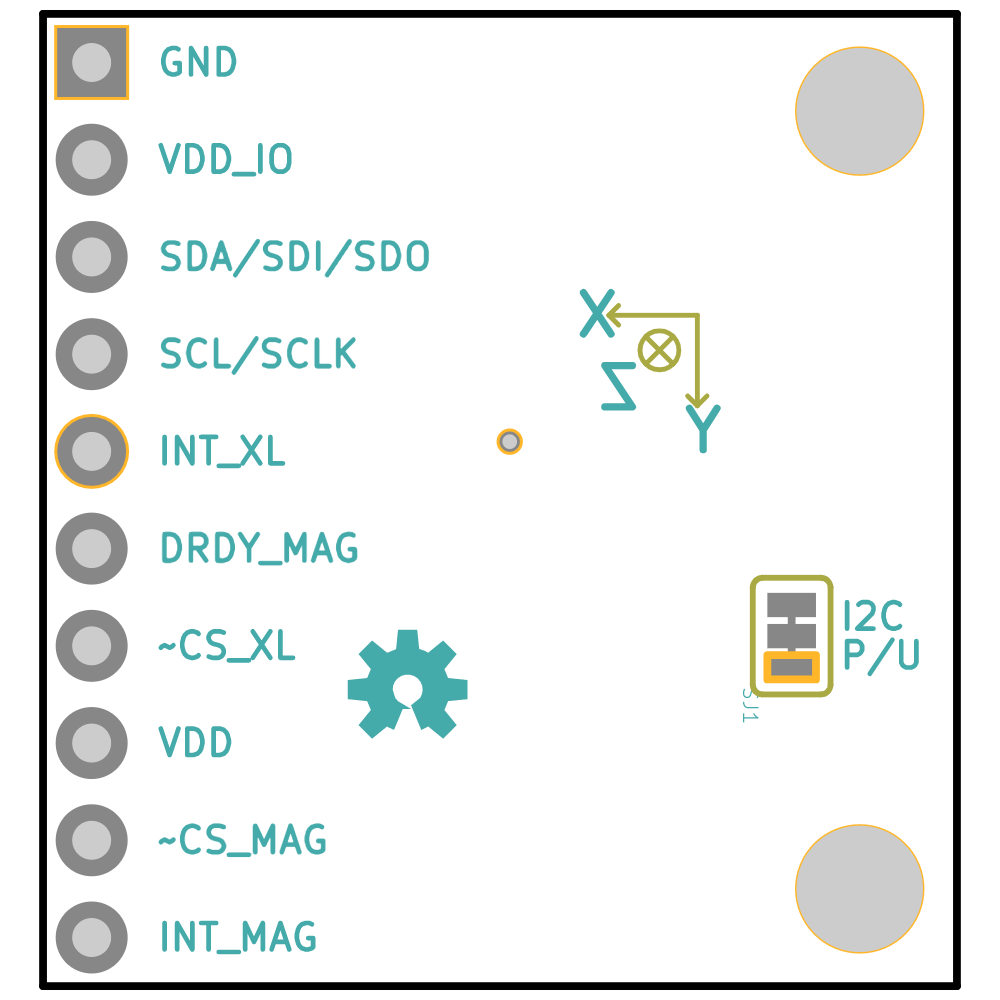 GND
VDD_IO
SDA/SDI/SDO
SCL/SCLK
X
Z
Y
INT_XL
DRDY_MAG
~CS_XL
I2C
P/U
SJ1
VDD
~CS_MAG
INT_MAG